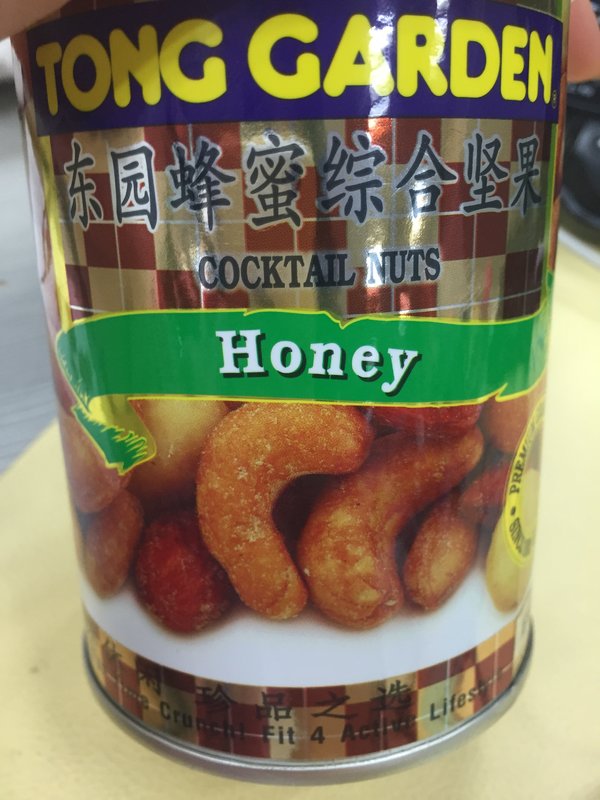 TONG GARDEN
东园蜂蜜综合坚果
COCKTAIL NUTS
Honey
珍品之选
Crunch! Fit 4 Active